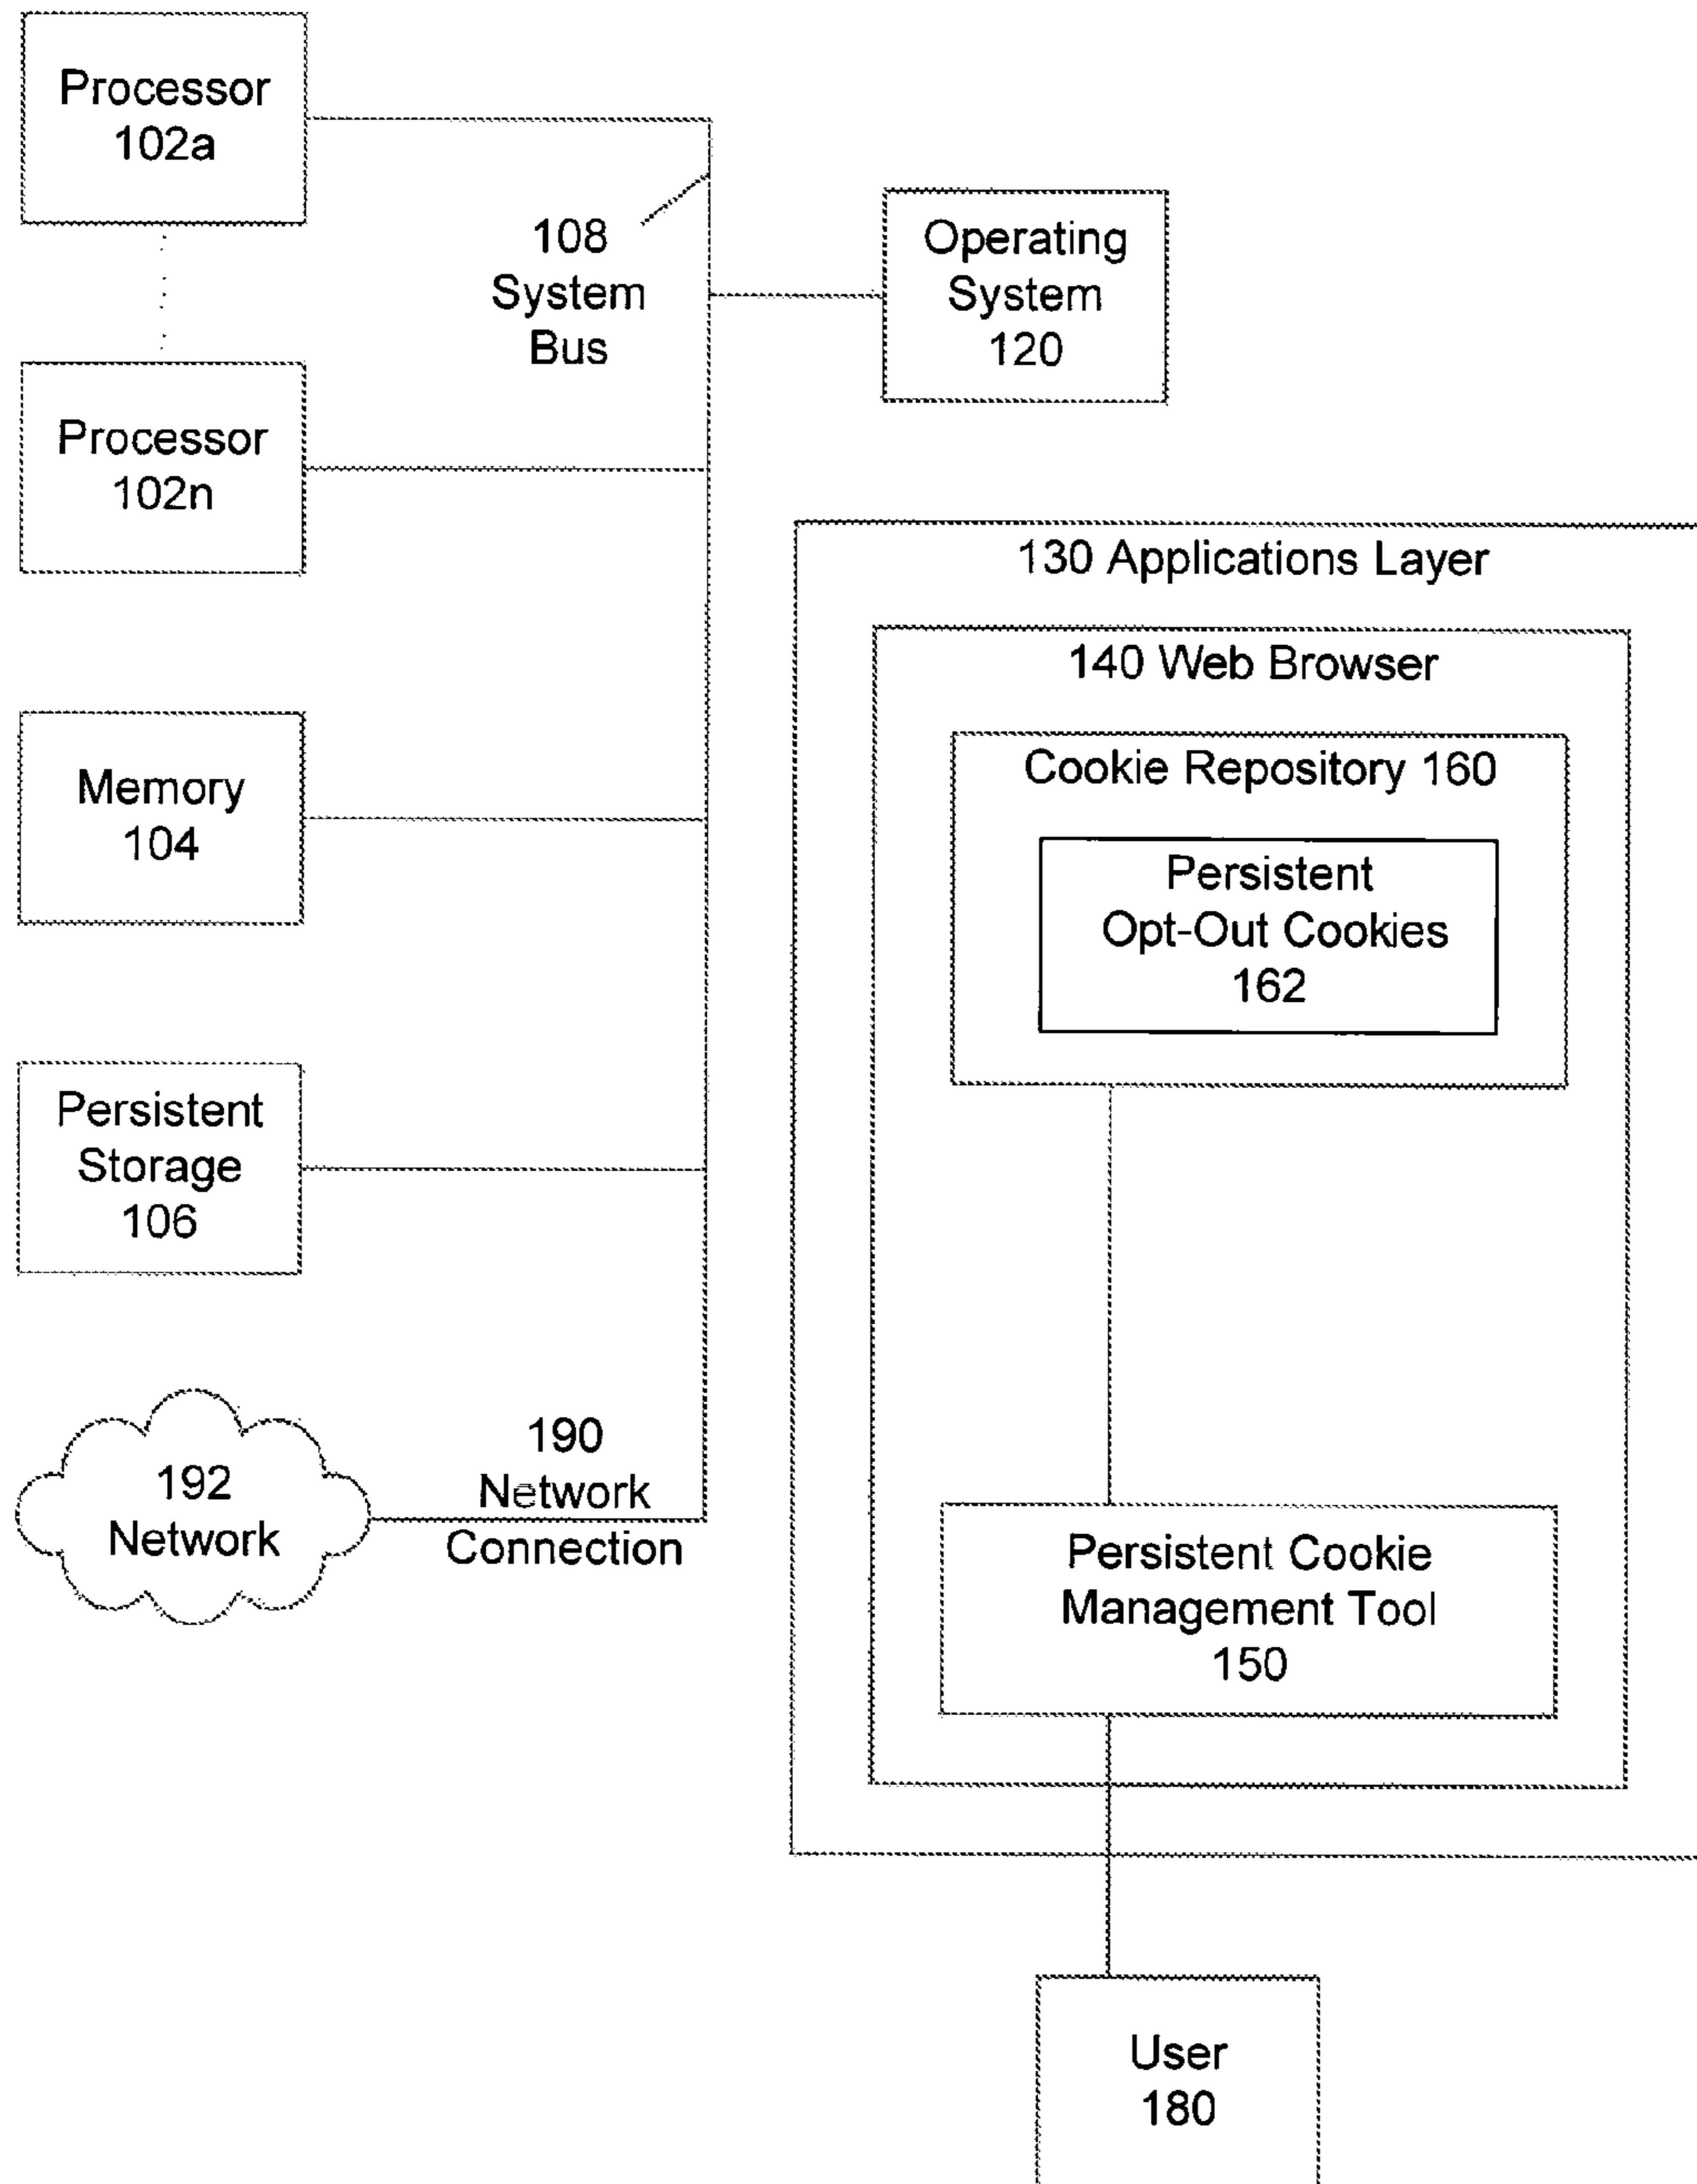 Processor
102a
108
System
Bus
Operating
System
120
Processor
102n
130 Applications Layer
140 Web Browser
Cookie Repository 160
Persistent
Opt-Out Cookies
162
Memory
104
Persistent
Storage
106
192
Network
190
Network
Connection
Persistent Cookie
Management Tool
150
User
180